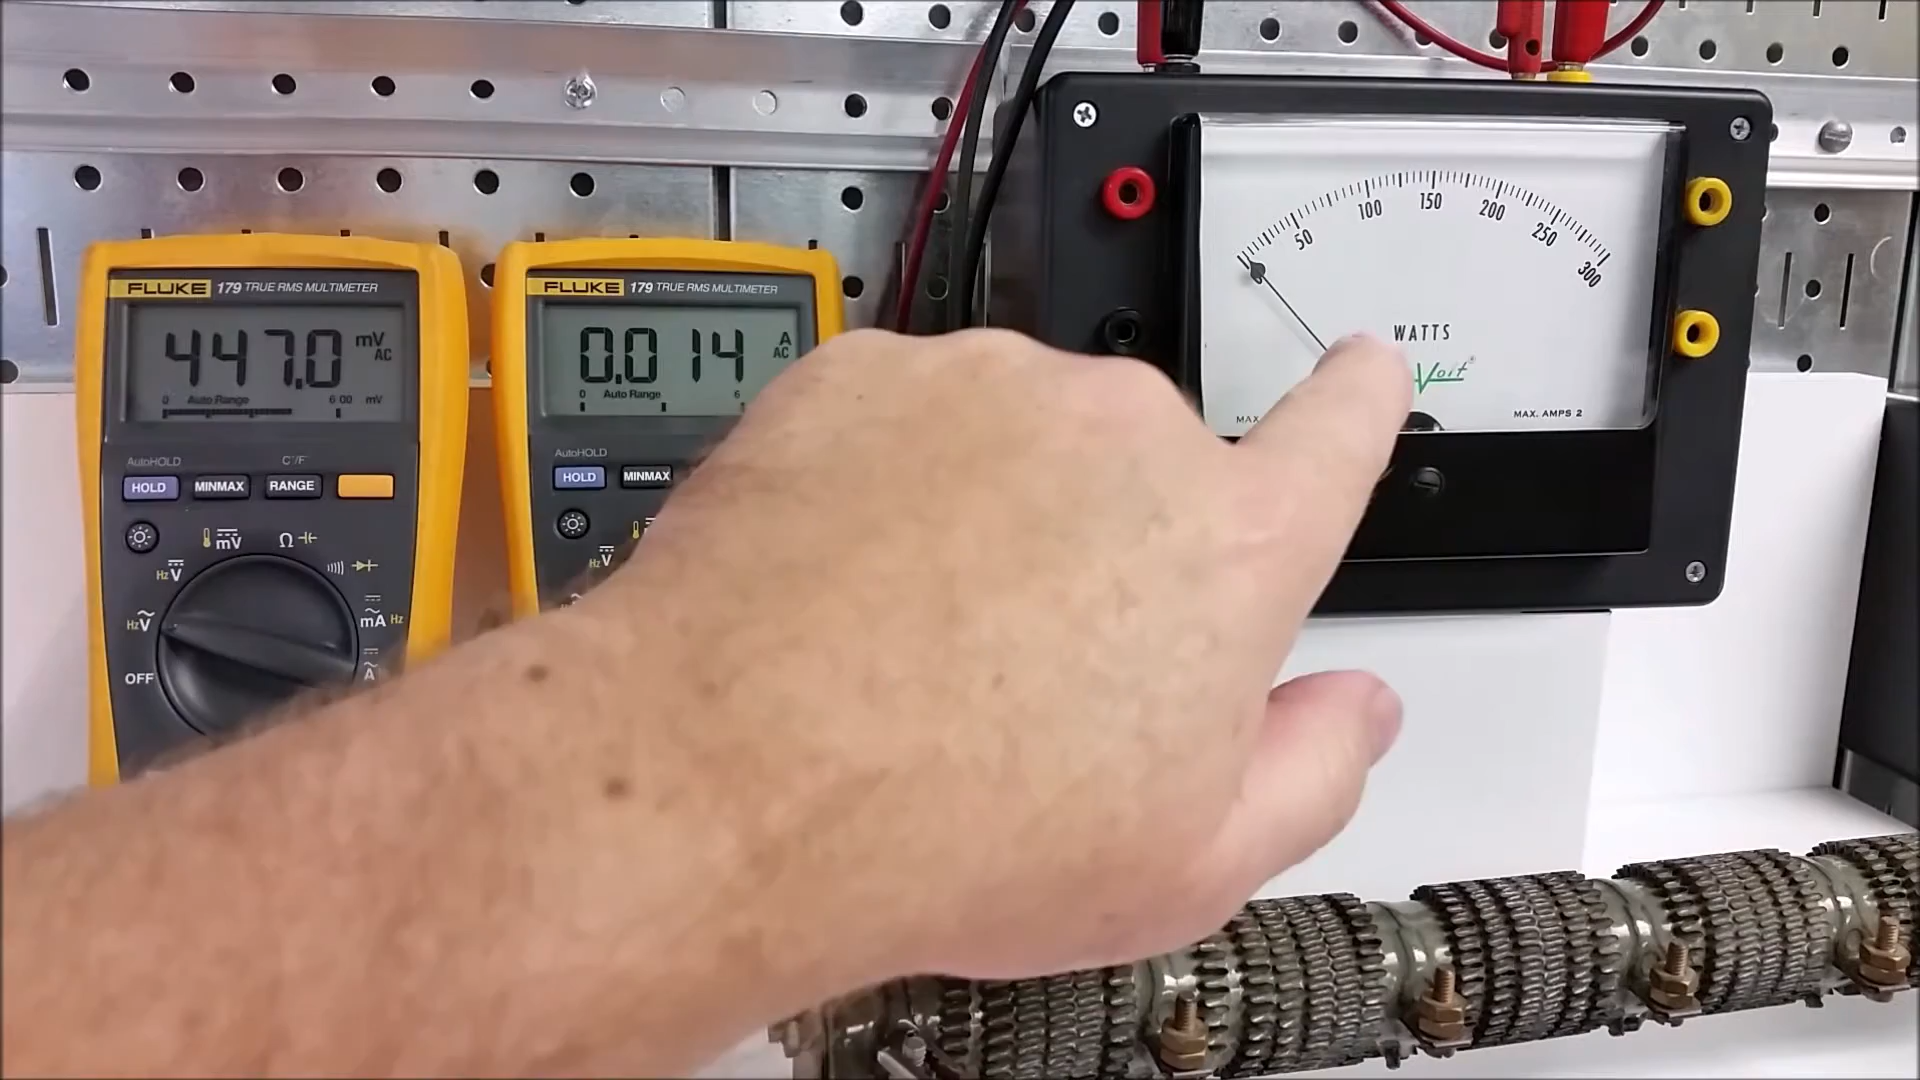 FLUKE 179 TRUE RMS MULTIMETER
447.0 mV AC
0 Auto Range 600 mV
AutoHOLD C°/F°
HOLD MINMAX RANGE
mV Ω
Hz V
Hz V
mA Hz
A
OFF
FLUKE 179 TRUE RMS MULTIMETER
0.014 A AC
0 Auto Range 6
AutoHOLD
HOLD MINMAX
Hz V
50 100 150 200 250 300
WATTS
Voit®
MAX. AMPS 2